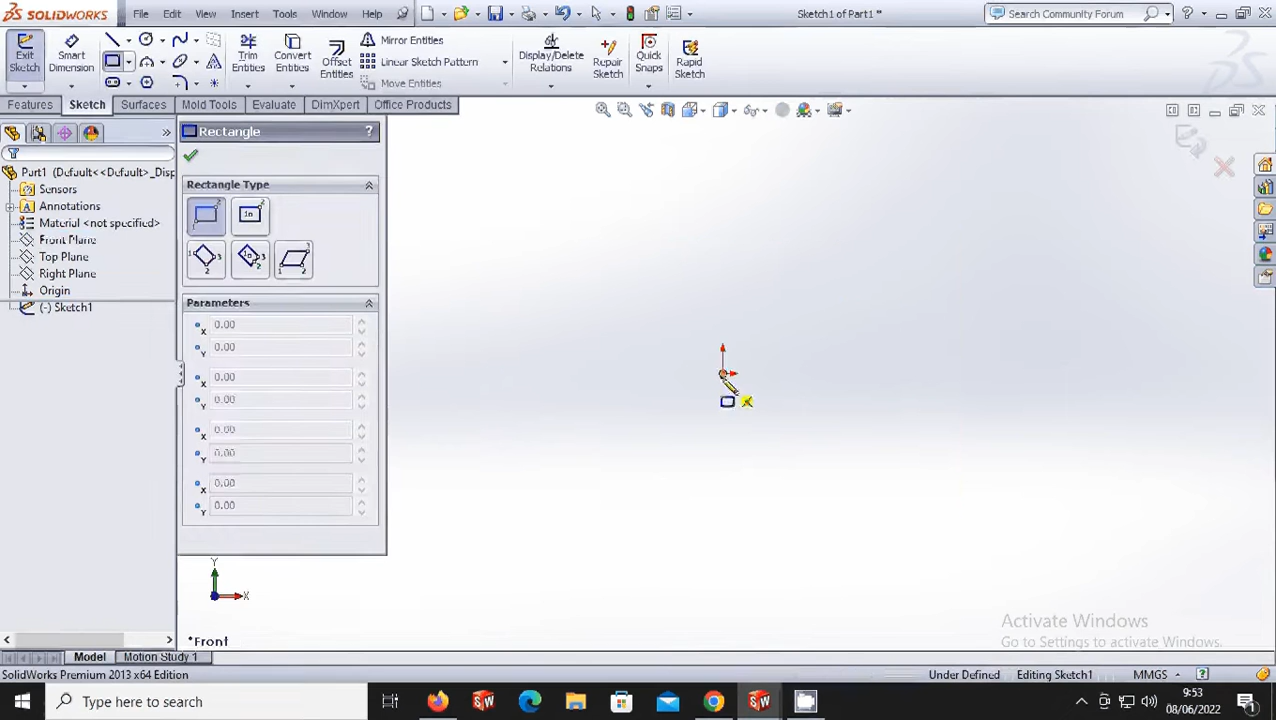 SOLIDWORKS File Edit View Insert Tools Window Help Sketch1 of Part1 * Search Community Forum
Exit Sketch
Smart Dimension
Trim Entities
Convert Entities
Offset Entities
Mirror Entities
Linear Sketch Pattern
Move Entities
Display/Delete Relations
Repair Sketch
Quick Snaps
Rapid Sketch
Features Sketch Surfaces Mold Tools Evaluate DimXpert Office Products
Rectangle ?
Part1 (Default<<Default>_Disp
Sensors
Annotations
Material <not specified>
Front Plane
Top Plane
Right Plane
Origin
(-) Sketch1
Rectangle Type
Parameters
X 0.00
Y 0.00
X 0.00
Y 0.00
X 0.00
Y 0.00
X 0.00
Y 0.00
Y
X
*Front
Activate Windows
Go to Settings to activate Windows.
Model Motion Study 1
SolidWorks Premium 2013 x64 Edition Under Defined Editing Sketch1 MMGS
Type here to search
9:53
08/06/2022